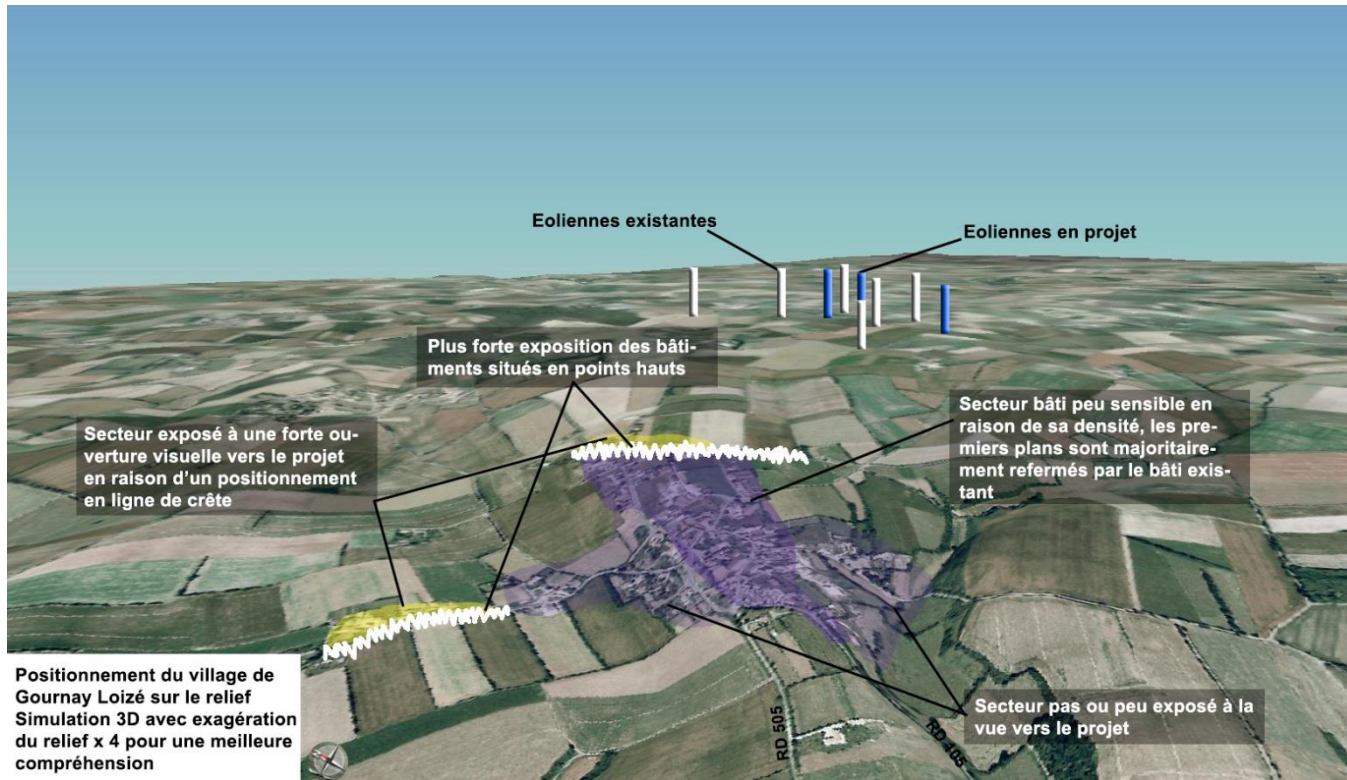 Eoliennes existantes
Eoliennes en projet
Plus forte exposition des bâti-
ments situés en points hauts
Secteur exposé à une forte ou-
verture visuelle vers le projet
en raison d'un positionnement
en ligne de crête
Secteur bâti peu sensible en
raison de sa densité, les pre-
miers plans sont majoritaire-
ment refermés par le bâti exis-
tant
Positionnement du village de
Gournay Loizé sur le relief
Simulation 3D avec exagération
du relief x 4 pour une meilleure
compréhension
RD 505
RD 105
Secteur pas ou peu exposé à la
vue vers le projet